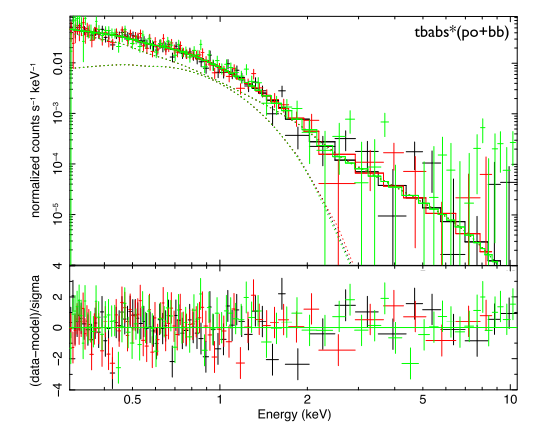 tbabs*(po+bb)
normalized counts s⁻¹ keV⁻¹
0.01
10⁻³
10⁻⁴
10⁻⁵
4
(data−model)/sigma
2
0
−2
−4
0.5 1 2 5 10
Energy (keV)